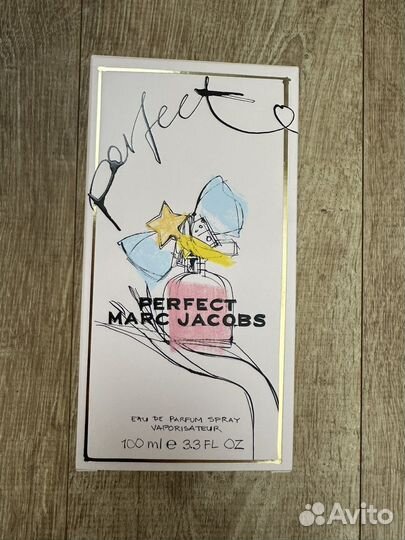 perfect
PERFECT
MARC JACOBS
EAU DE PARFUM SPRAY
VAPORISATEUR
100 ml e 3.3 FL OZ
Avito